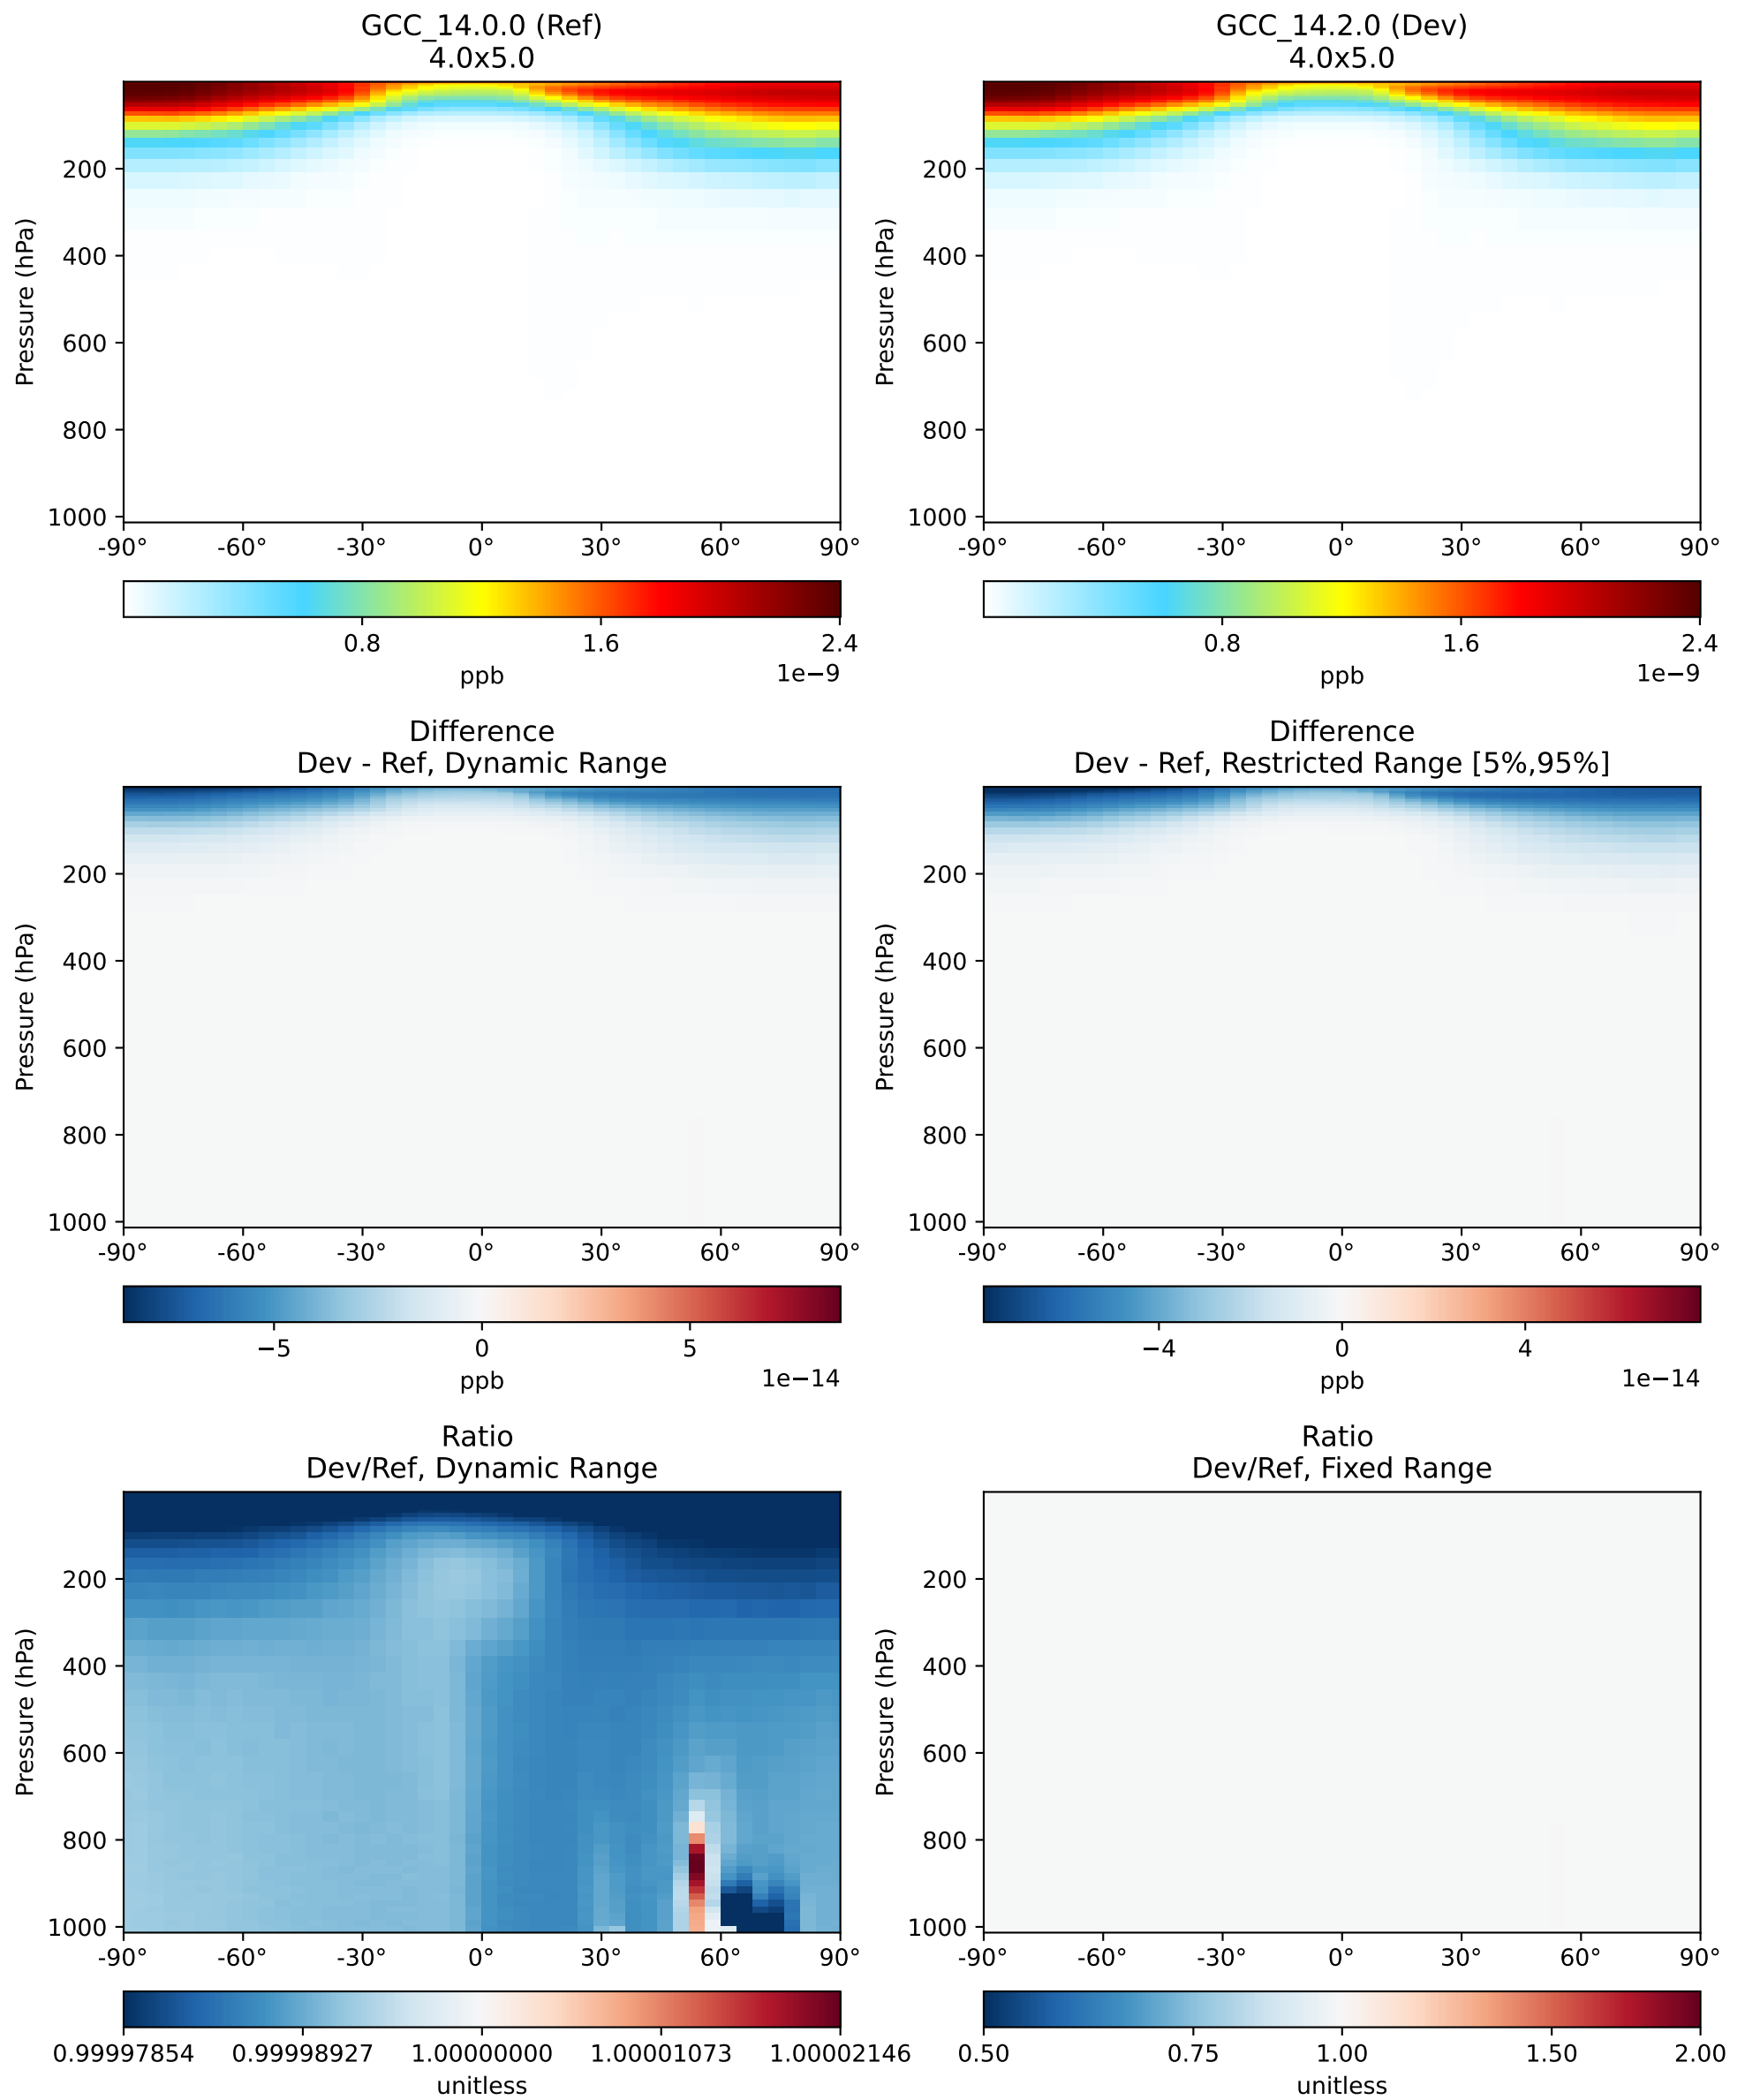 GCC_14.0.0 (Ref)
4.0x5.0
Pressure (hPa)
200
400
600
800
1000
-90° -60° -30° 0° 30° 60° 90°
0.8 1.6 2.4
ppb
1e−9
GCC_14.2.0 (Dev)
4.0x5.0
Pressure (hPa)
200
400
600
800
1000
-90° -60° -30° 0° 30° 60° 90°
0.8 1.6 2.4
ppb
1e−9
Difference
Dev - Ref, Dynamic Range
Pressure (hPa)
200
400
600
800
1000
-90° -60° -30° 0° 30° 60° 90°
−5 0 5
ppb
1e−14
Difference
Dev - Ref, Restricted Range [5%,95%]
Pressure (hPa)
200
400
600
800
1000
-90° -60° -30° 0° 30° 60° 90°
−4 0 4
ppb
1e−14
Ratio
Dev/Ref, Dynamic Range
Pressure (hPa)
200
400
600
800
1000
-90° -60° -30° 0° 30° 60° 90°
0.99997854 0.99998927 1.00000000 1.00001073 1.00002146
unitless
Ratio
Dev/Ref, Fixed Range
Pressure (hPa)
200
400
600
800
1000
-90° -60° -30° 0° 30° 60° 90°
0.50 0.75 1.00 1.50 2.00
unitless